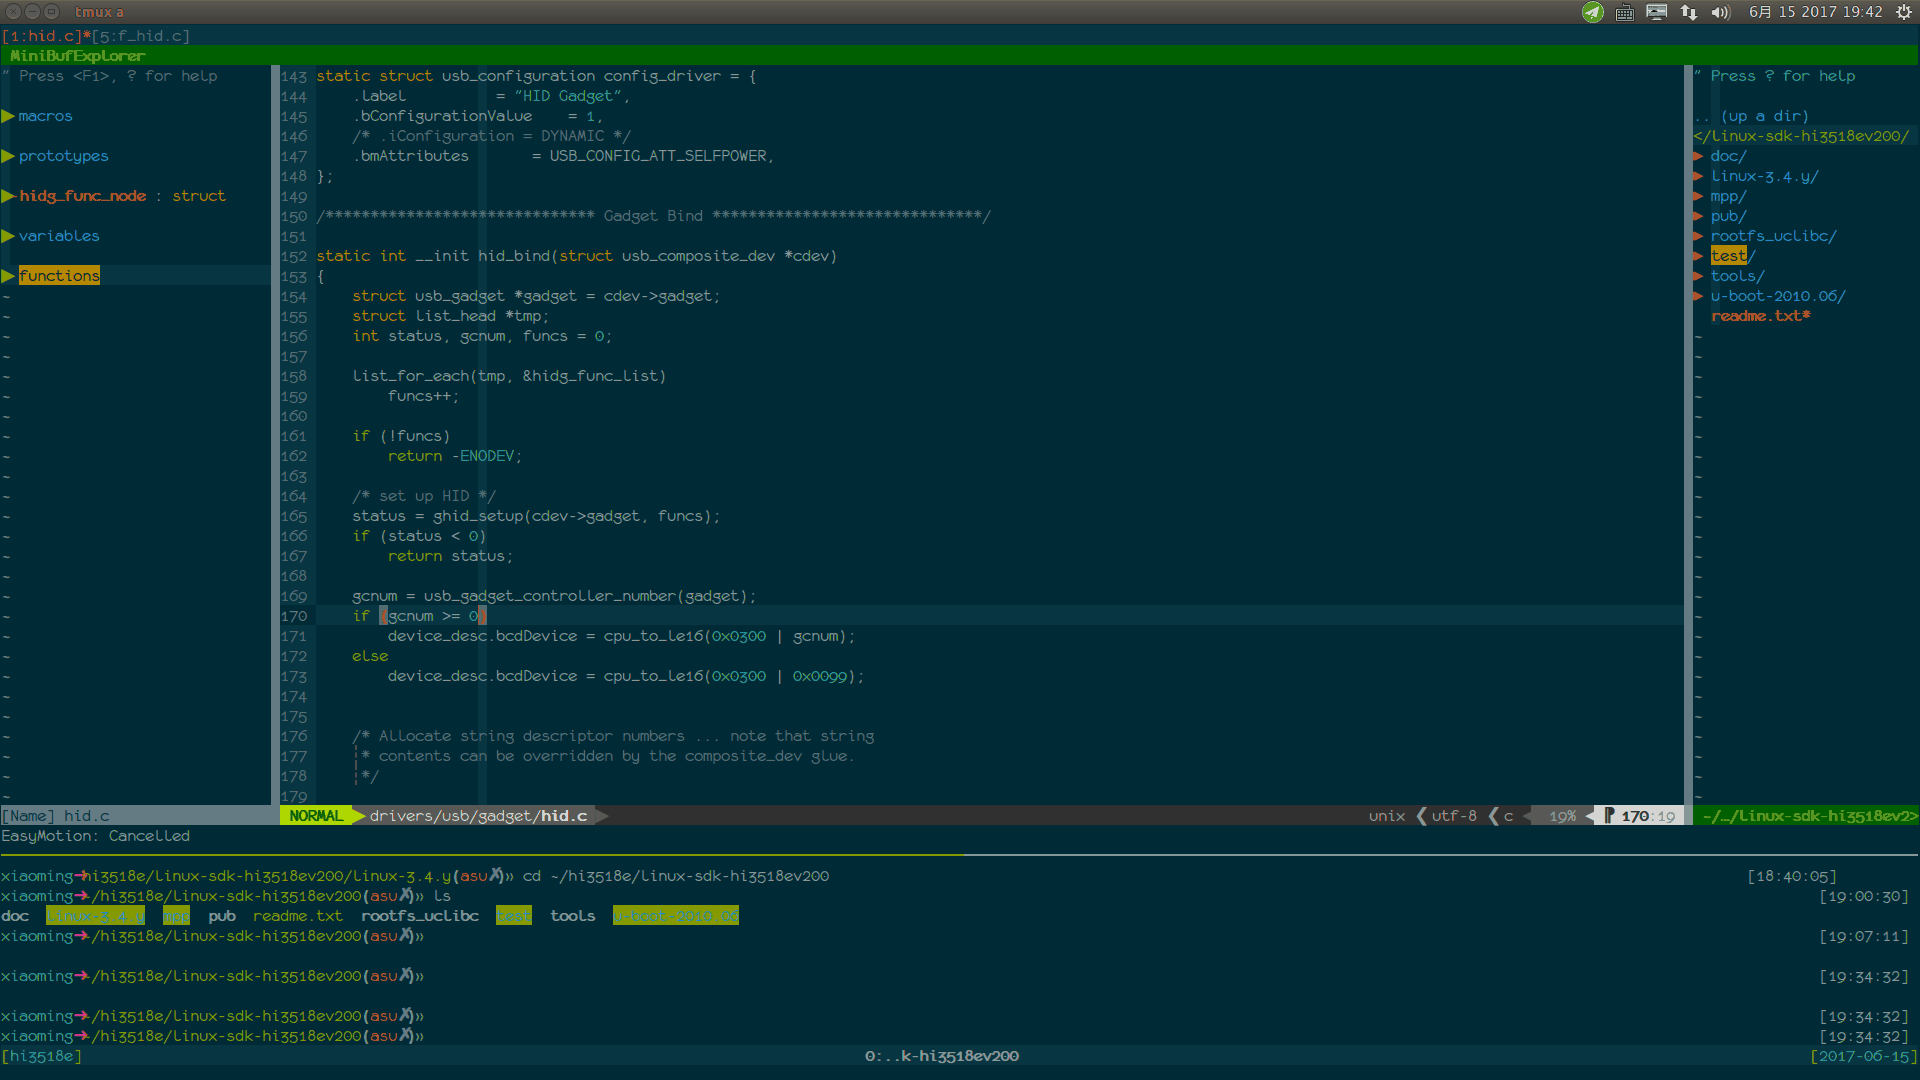 tmux a
6月 15 2017 19:42
[1:hid.c]*[5:f_hid.c]
MiniBufExplorer
" Press <F1>, ? for help
macros
prototypes
hidg_func_node : struct
variables
functions
143 static struct usb_configuration config_driver = {
144     .label          = "HID Gadget",
145     .bConfigurationValue    = 1,
146     /* .iConfiguration = DYNAMIC */
147     .bmAttributes       = USB_CONFIG_ATT_SELFPOWER,
148 };
149
150 /****************************** Gadget Bind ******************************/
151
152 static int __init hid_bind(struct usb_composite_dev *cdev)
153 {
154     struct usb_gadget *gadget = cdev->gadget;
155     struct list_head *tmp;
156     int status, gcnum, funcs = 0;
157
158     list_for_each(tmp, &hidg_func_list)
159         funcs++;
160
161     if (!funcs)
162         return -ENODEV;
163
164     /* set up HID */
165     status = ghid_setup(cdev->gadget, funcs);
166     if (status < 0)
167         return status;
168
169     gcnum = usb_gadget_controller_number(gadget);
170     if (gcnum >= 0)
171         device_desc.bcdDevice = cpu_to_le16(0x0300 | gcnum);
172     else
173         device_desc.bcdDevice = cpu_to_le16(0x0300 | 0x0099);
174
175
176     /* Allocate string descriptor numbers ... note that string
177     ¦* contents can be overridden by the composite_dev glue.
178     ¦*/
179
" Press ? for help
.. (up a dir)
</linux-sdk-hi3518ev200/
doc/
linux-3.4.y/
mpp/
pub/
rootfs_uclibc/
test/
tools/
u-boot-2010.06/
readme.txt*
[Name] hid.c
NORMAL drivers/usb/gadget/hid.c unix ❮ utf-8 ❮ c 19% 170:19
~/…/linux-sdk-hi3518ev2>
EasyMotion: Cancelled
xiaoming➜hi3518e/linux-sdk-hi3518ev200/linux-3.4.y(asu✗)» cd ~/hi3518e/linux-sdk-hi3518ev200 [18:40:05]
xiaoming➜~/hi3518e/linux-sdk-hi3518ev200(asu✗)» ls [19:00:30]
doc linux-3.4.y mpp pub readme.txt rootfs_uclibc test tools u-boot-2010.06
xiaoming➜~/hi3518e/linux-sdk-hi3518ev200(asu✗)» [19:07:11]
xiaoming➜~/hi3518e/linux-sdk-hi3518ev200(asu✗)» [19:34:32]
xiaoming➜~/hi3518e/linux-sdk-hi3518ev200(asu✗)» [19:34:32]
xiaoming➜~/hi3518e/linux-sdk-hi3518ev200(asu✗)» [19:34:32]
[hi3518e] 0:..k-hi3518ev200 [2017-06-15]